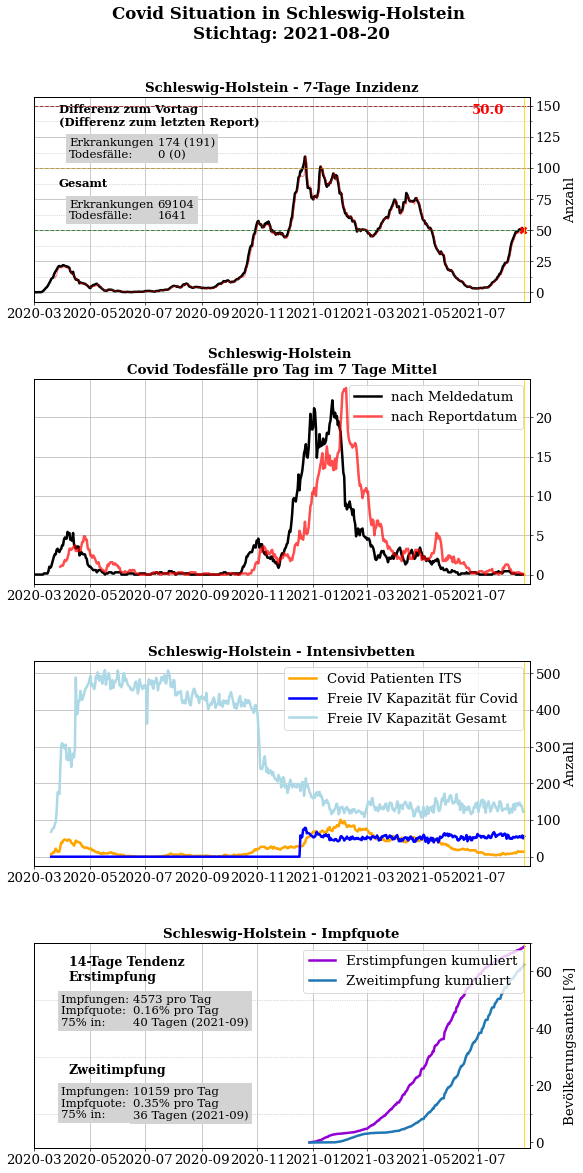 Covid Situation in Schleswig-Holstein
Stichtag: 2021-08-20
Schleswig-Holstein - 7-Tage Inzidenz
Differenz zum Vortag
(Differenz zum letzten Report)
Erkrankungen 174 (191)
Todesfälle: 0 (0)
Gesamt
Erkrankungen 69104
Todesfälle: 1641
50.0
150
125
100
75
50
25
0
Anzahl
2020-03 2020-05 2020-07 2020-09 2020-11 2021-01 2021-03 2021-05 2021-07
Schleswig-Holstein
Covid Todesfälle pro Tag im 7 Tage Mittel
nach Meldedatum
nach Reportdatum
20
15
10
5
0
2020-03 2020-05 2020-07 2020-09 2020-11 2021-01 2021-03 2021-05 2021-07
Schleswig-Holstein - Intensivbetten
Covid Patienten ITS
Freie IV Kapazität für Covid
Freie IV Kapazität Gesamt
500
400
300
200
100
0
Anzahl
2020-03 2020-05 2020-07 2020-09 2020-11 2021-01 2021-03 2021-05 2021-07
Schleswig-Holstein - Impfquote
14-Tage Tendenz
Erstimpfung
Impfungen: 4573 pro Tag
Impfquote: 0.16% pro Tag
75% in: 40 Tagen (2021-09)
Zweitimpfung
Impfungen: 10159 pro Tag
Impfquote: 0.35% pro Tag
75% in: 36 Tagen (2021-09)
Erstimpfungen kumuliert
Zweitimpfung kumuliert
60
40
20
0
Bevölkerungsanteil [%]
2020-03 2020-05 2020-07 2020-09 2020-11 2021-01 2021-03 2021-05 2021-07